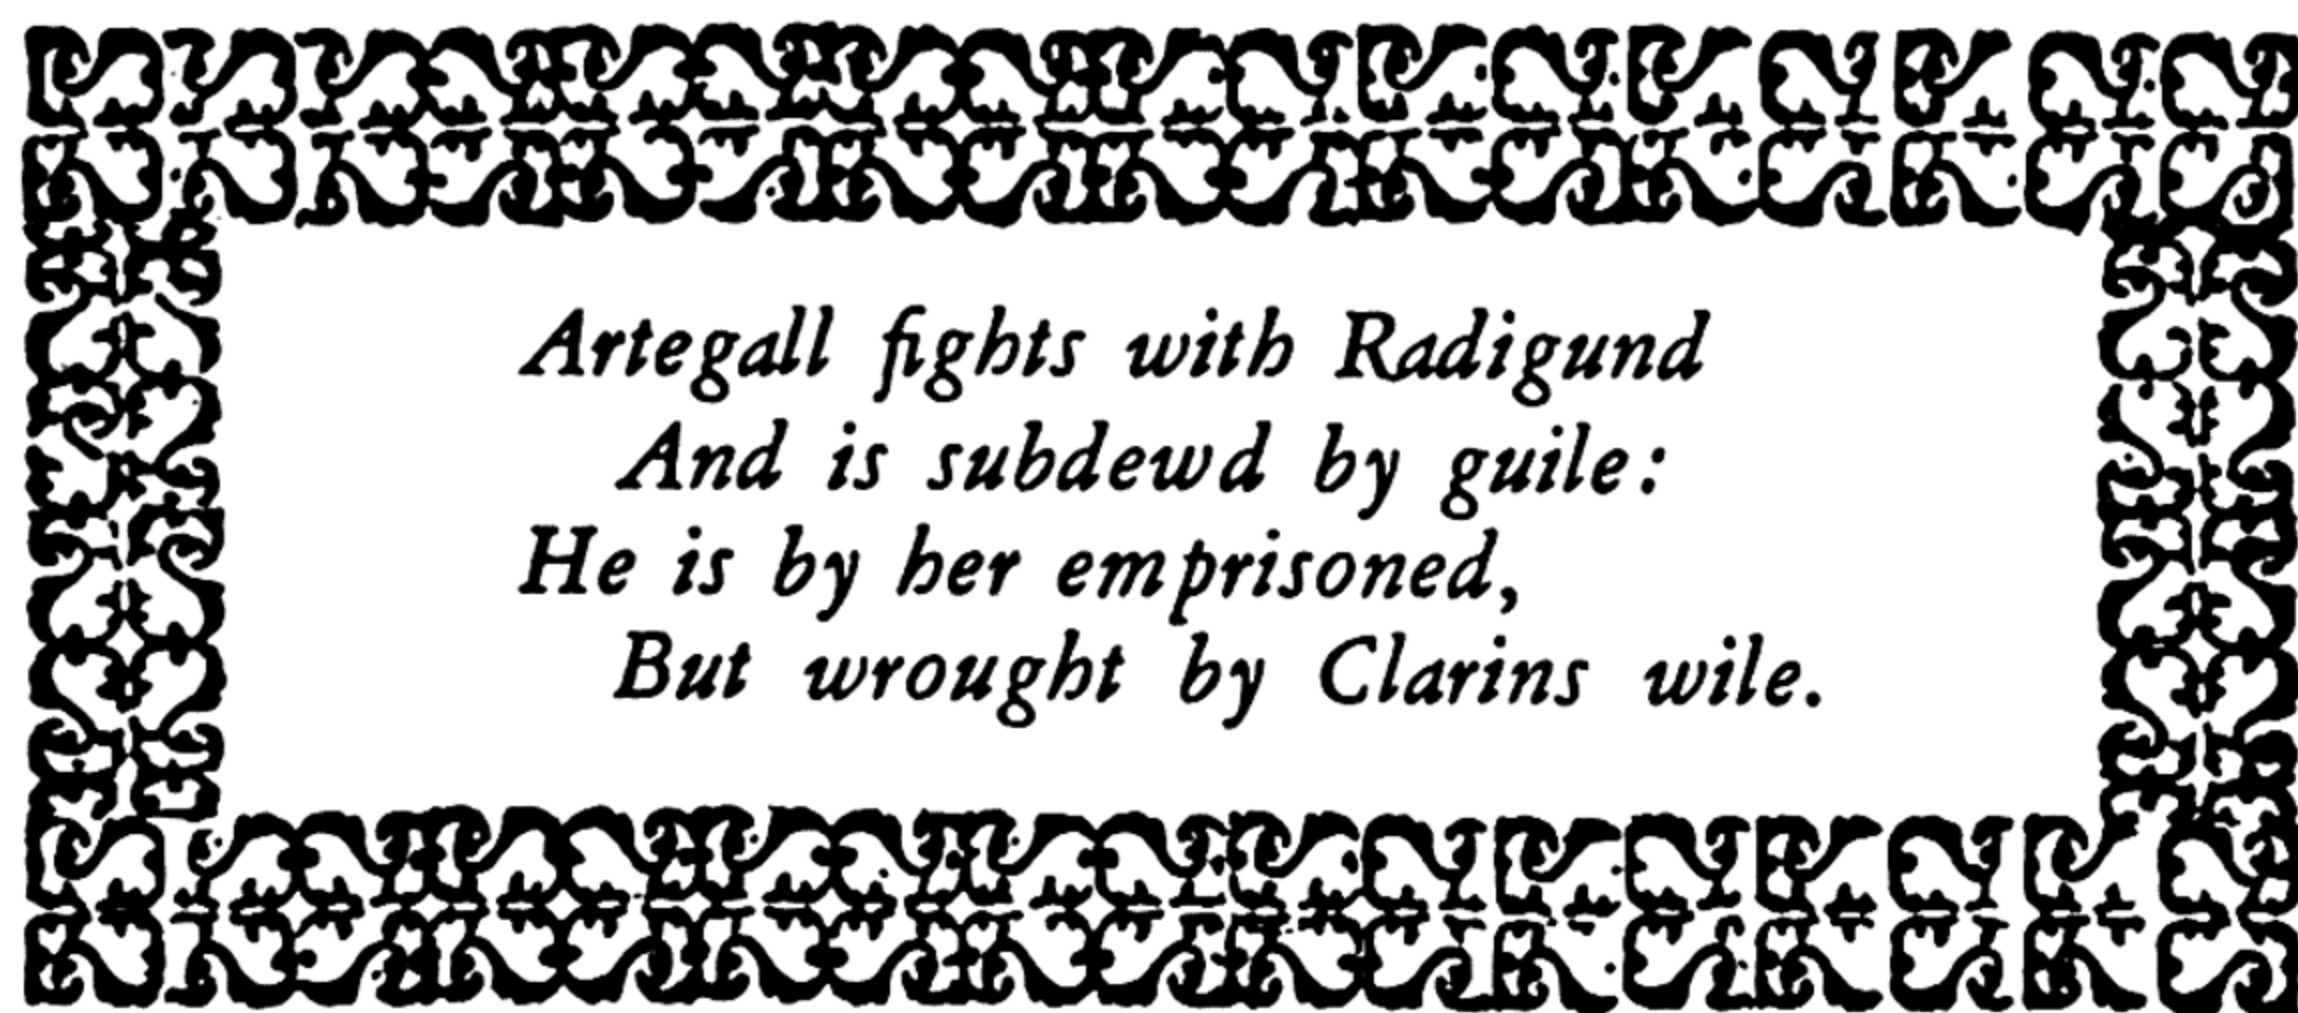 Artegall fights with Radigund
And is subdewd by guile:
He is by her emprisoned,
But wrought by Clarins wile.